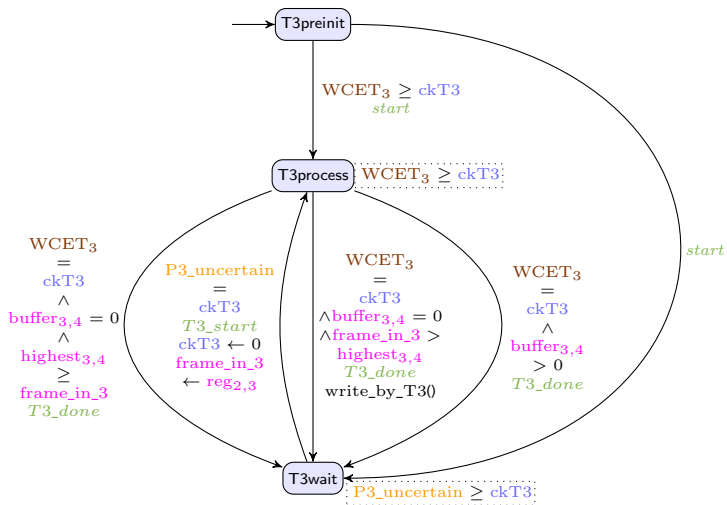 T3preinit
WCET₃ ≥ ckT3
start
T3process
WCET₃ ≥ ckT3
start
WCET₃
=
ckT3
∧
buffer₃,₄ = 0
∧
highest₃,₄
≥
frame_in_3
T3_done
P3_uncertain
=
ckT3
T3_start
ckT3 ← 0
frame_in_3
← reg₂,₃
WCET₃
=
ckT3
∧buffer₃,₄ = 0
∧frame_in_3 >
highest₃,₄
T3_done
write_by_T3()
WCET₃
=
ckT3
∧
buffer₃,₄
> 0
T3_done
T3wait
P3_uncertain ≥ ckT3